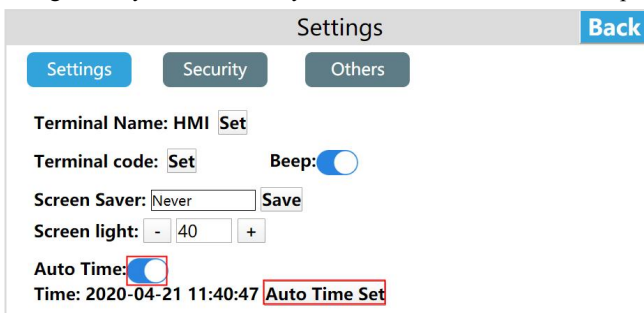 Settings Back
Settings Security Others
Terminal Name: HMI Set
Terminal code: Set Beep:
Screen Saver: Never Save
Screen light: - 40 +
Auto Time:
Time: 2020-04-21 11:40:47 Auto Time Set